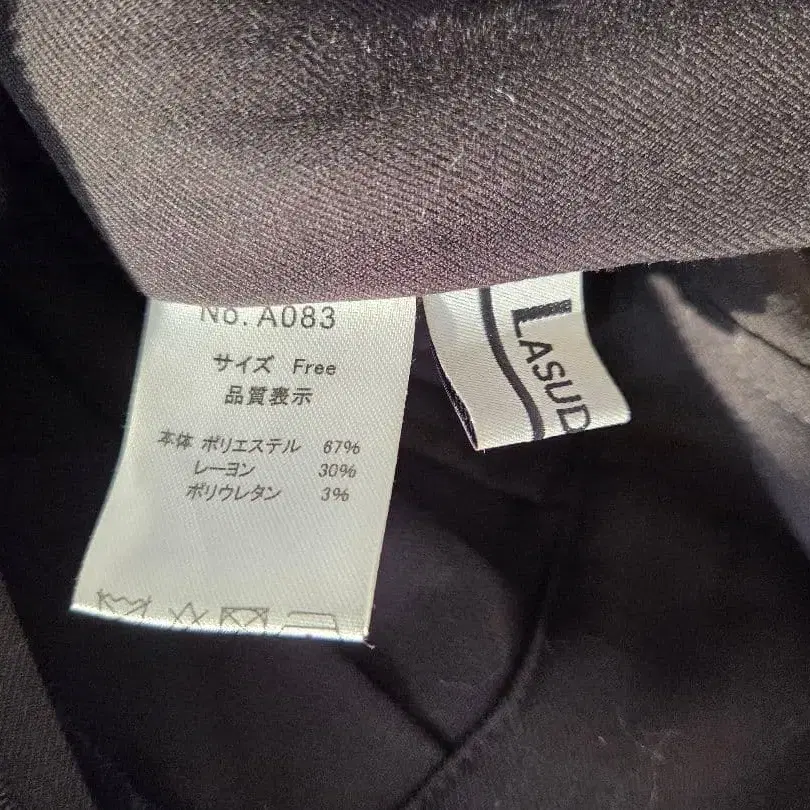 No. A083
サイズ Free
品質表示
本体 ポリエステル 67%
レーヨン 30%
ポリウレタン 3%
LASUD